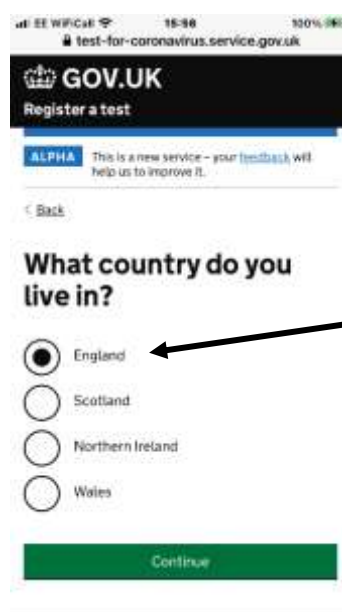 EE WiFiCall 15:58 100%
test-for-coronavirus.service.gov.uk
GOV.UK
Register a test
ALPHA This is a new service – your feedback will
help us to improve it.
< Back
What country do you
live in?
England
Scotland
Northern Ireland
Wales
Continue